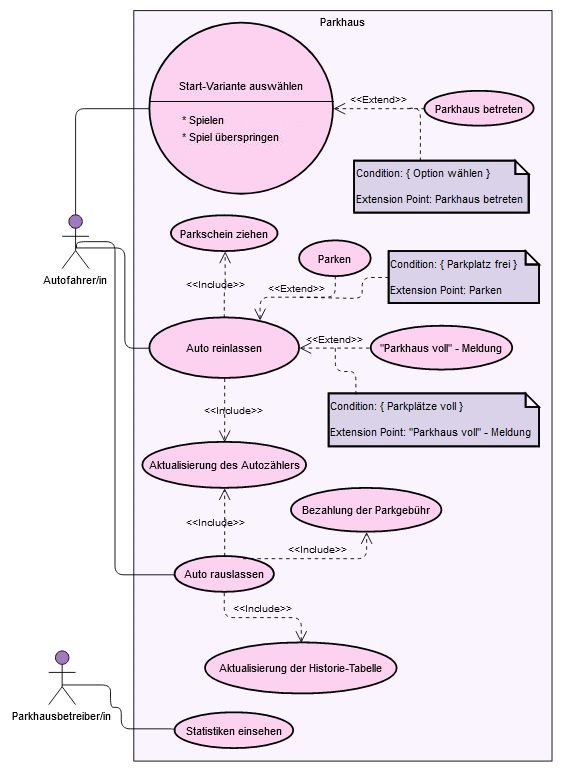 Parkhaus
Start-Variante auswählen
* Spielen
* Spiel überspringen
<<Extend>>
Parkhaus betreten
Condition: { Option wählen }
Extension Point: Parkhaus betreten
Autofahrer/in
Parkschein ziehen
<<Include>>
Parken
<<Extend>>
Condition: { Parkplatz frei }
Extension Point: Parken
Auto reinlassen
<<Extend>>
"Parkhaus voll" - Meldung
Condition: { Parkplätze voll }
Extension Point: "Parkhaus voll" - Meldung
<<Include>>
Aktualisierung des Autozählers
<<Include>>
Bezahlung der Parkgebühr
<<Include>>
Auto rauslassen
<<Include>>
Aktualisierung der Historie-Tabelle
Parkhausbetreiber/in
Statistiken einsehen